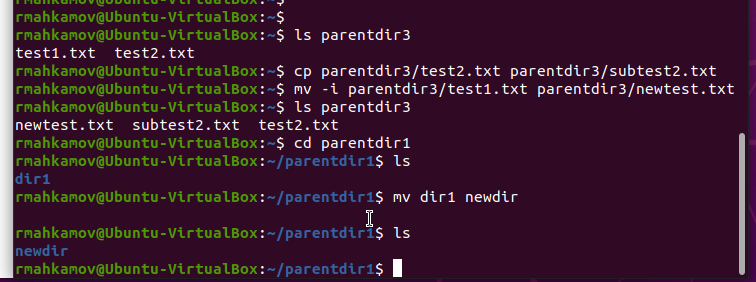 rmahkamov@Ubuntu-VirtualBox:~$
rmahkamov@Ubuntu-VirtualBox:~$
rmahkamov@Ubuntu-VirtualBox:~$ ls parentdir3
test1.txt  test2.txt
rmahkamov@Ubuntu-VirtualBox:~$ cp parentdir3/test2.txt parentdir3/subtest2.txt
rmahkamov@Ubuntu-VirtualBox:~$ mv -i parentdir3/test1.txt parentdir3/newtest.txt
rmahkamov@Ubuntu-VirtualBox:~$ ls parentdir3
newtest.txt  subtest2.txt  test2.txt
rmahkamov@Ubuntu-VirtualBox:~$ cd parentdir1
rmahkamov@Ubuntu-VirtualBox:~/parentdir1$ ls
dir1
rmahkamov@Ubuntu-VirtualBox:~/parentdir1$ mv dir1 newdir
rmahkamov@Ubuntu-VirtualBox:~/parentdir1$ ls
newdir
rmahkamov@Ubuntu-VirtualBox:~/parentdir1$